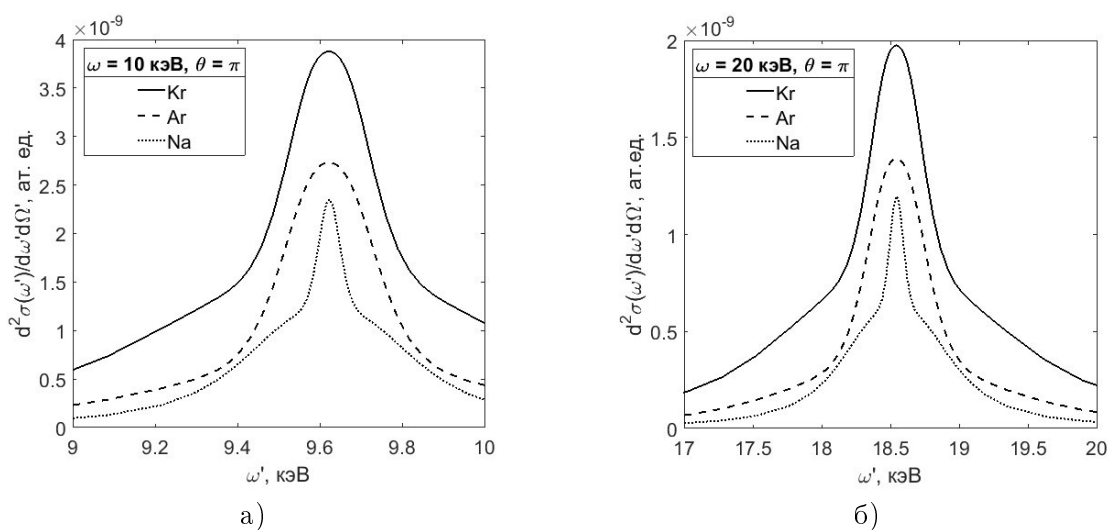 ×10⁻⁹
4
3.5
3
2.5
2
1.5
1
0.5
0
d²σ(ω')/dω'dΩ', ат. ед.
ω = 10 кэВ, θ = π
Kr
Ar
Na
9
9.2
9.4
9.6
9.8
10
ω', кэВ
а)
×10⁻⁹
2
1.5
1
0.5
0
d²σ(ω')/dω'dΩ', ат. ед.
ω = 20 кэВ, θ = π
Kr
Ar
Na
17
17.5
18
18.5
19
19.5
20
ω', кэВ
б)